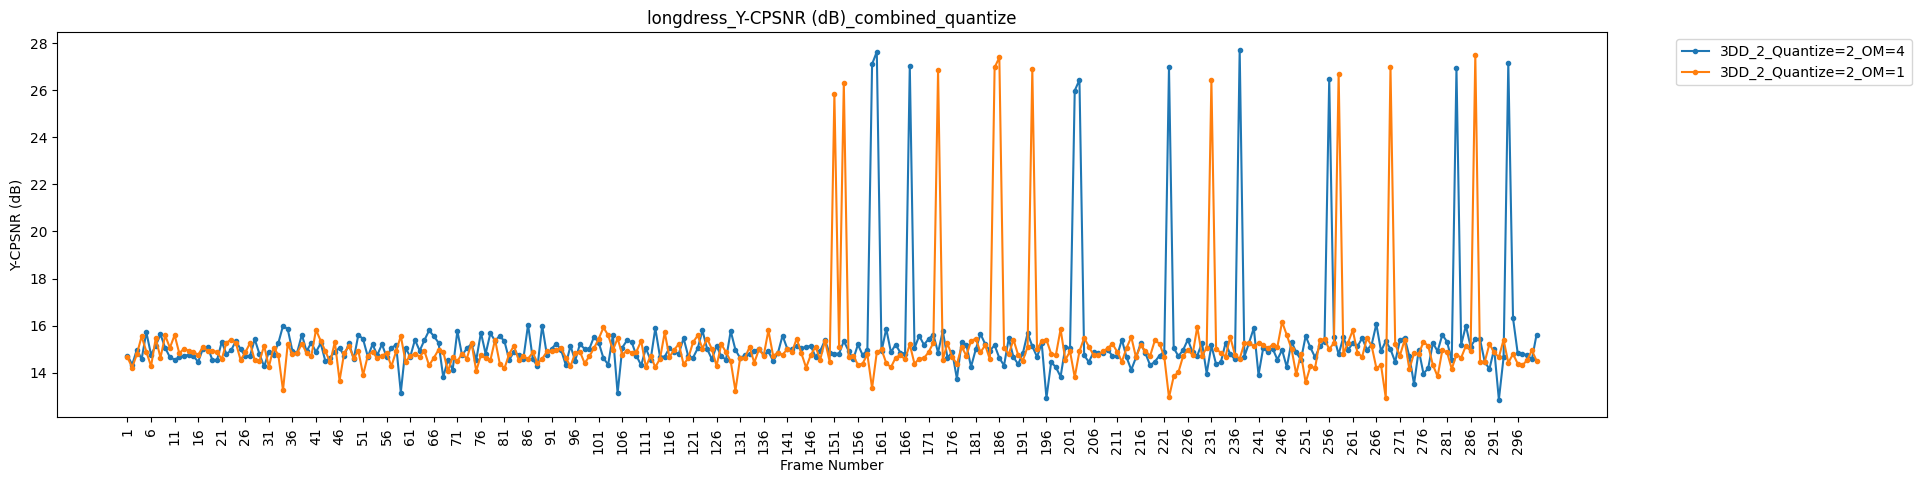 longdress_Y-CPSNR (dB)_combined_quantize
3DD_2_Quantize=2_OM=4
3DD_2_Quantize=2_OM=1
Y-CPSNR (dB)
28
26
24
22
20
18
16
14
1 6 11 16 21 26 31 36 41 46 51 56 61 66 71 76 81 86 91 96 101 106 111 116 121 126 131 136 141 146 151 156 161 166 171 176 181 186 191 196 201 206 211 216 221 226 231 236 241 246 251 256 261 266 271 276 281 286 291 296
Frame Number